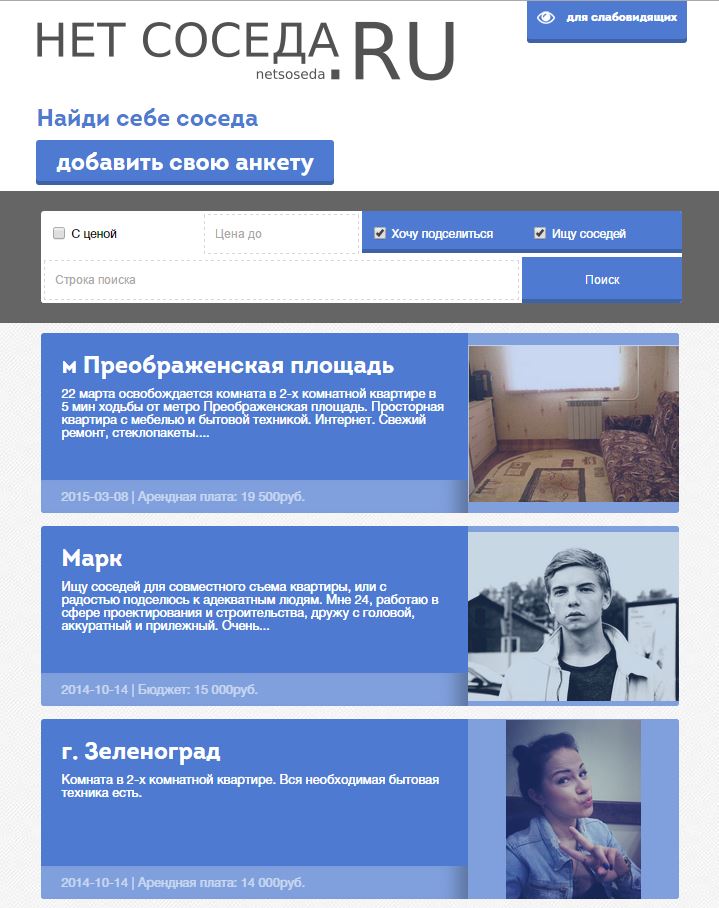 для слабовидящих
НЕТ СОСЕДА.RU
netsoseda
Найди себе соседа
добавить свою анкету
С ценой
Цена до
Хочу подселиться
Ищу соседей
Строка поиска
Поиск
м Преображенская площадь
22 марта освобождается комната в 2-х комнатной квартире в
5 мин ходьбы от метро Преображенская площадь. Просторная
квартира с мебелью и бытовой техникой. Интернет. Свежий
ремонт, стеклопакеты....
2015-03-08 | Арендная плата: 19 500руб.
Марк
Ищу соседей для совместного съема квартиры, или с
радостью подселюсь к адекватным людям. Мне 24, работаю в
сфере проектирования и строительства, дружу с головой,
аккуратный и прилежный. Очень...
2014-10-14 | Бюджет: 15 000руб.
г. Зеленоград
Комната в 2-х комнатной квартире. Вся необходимая бытовая
техника есть.
2014-10-14 | Арендная плата: 14 000руб.